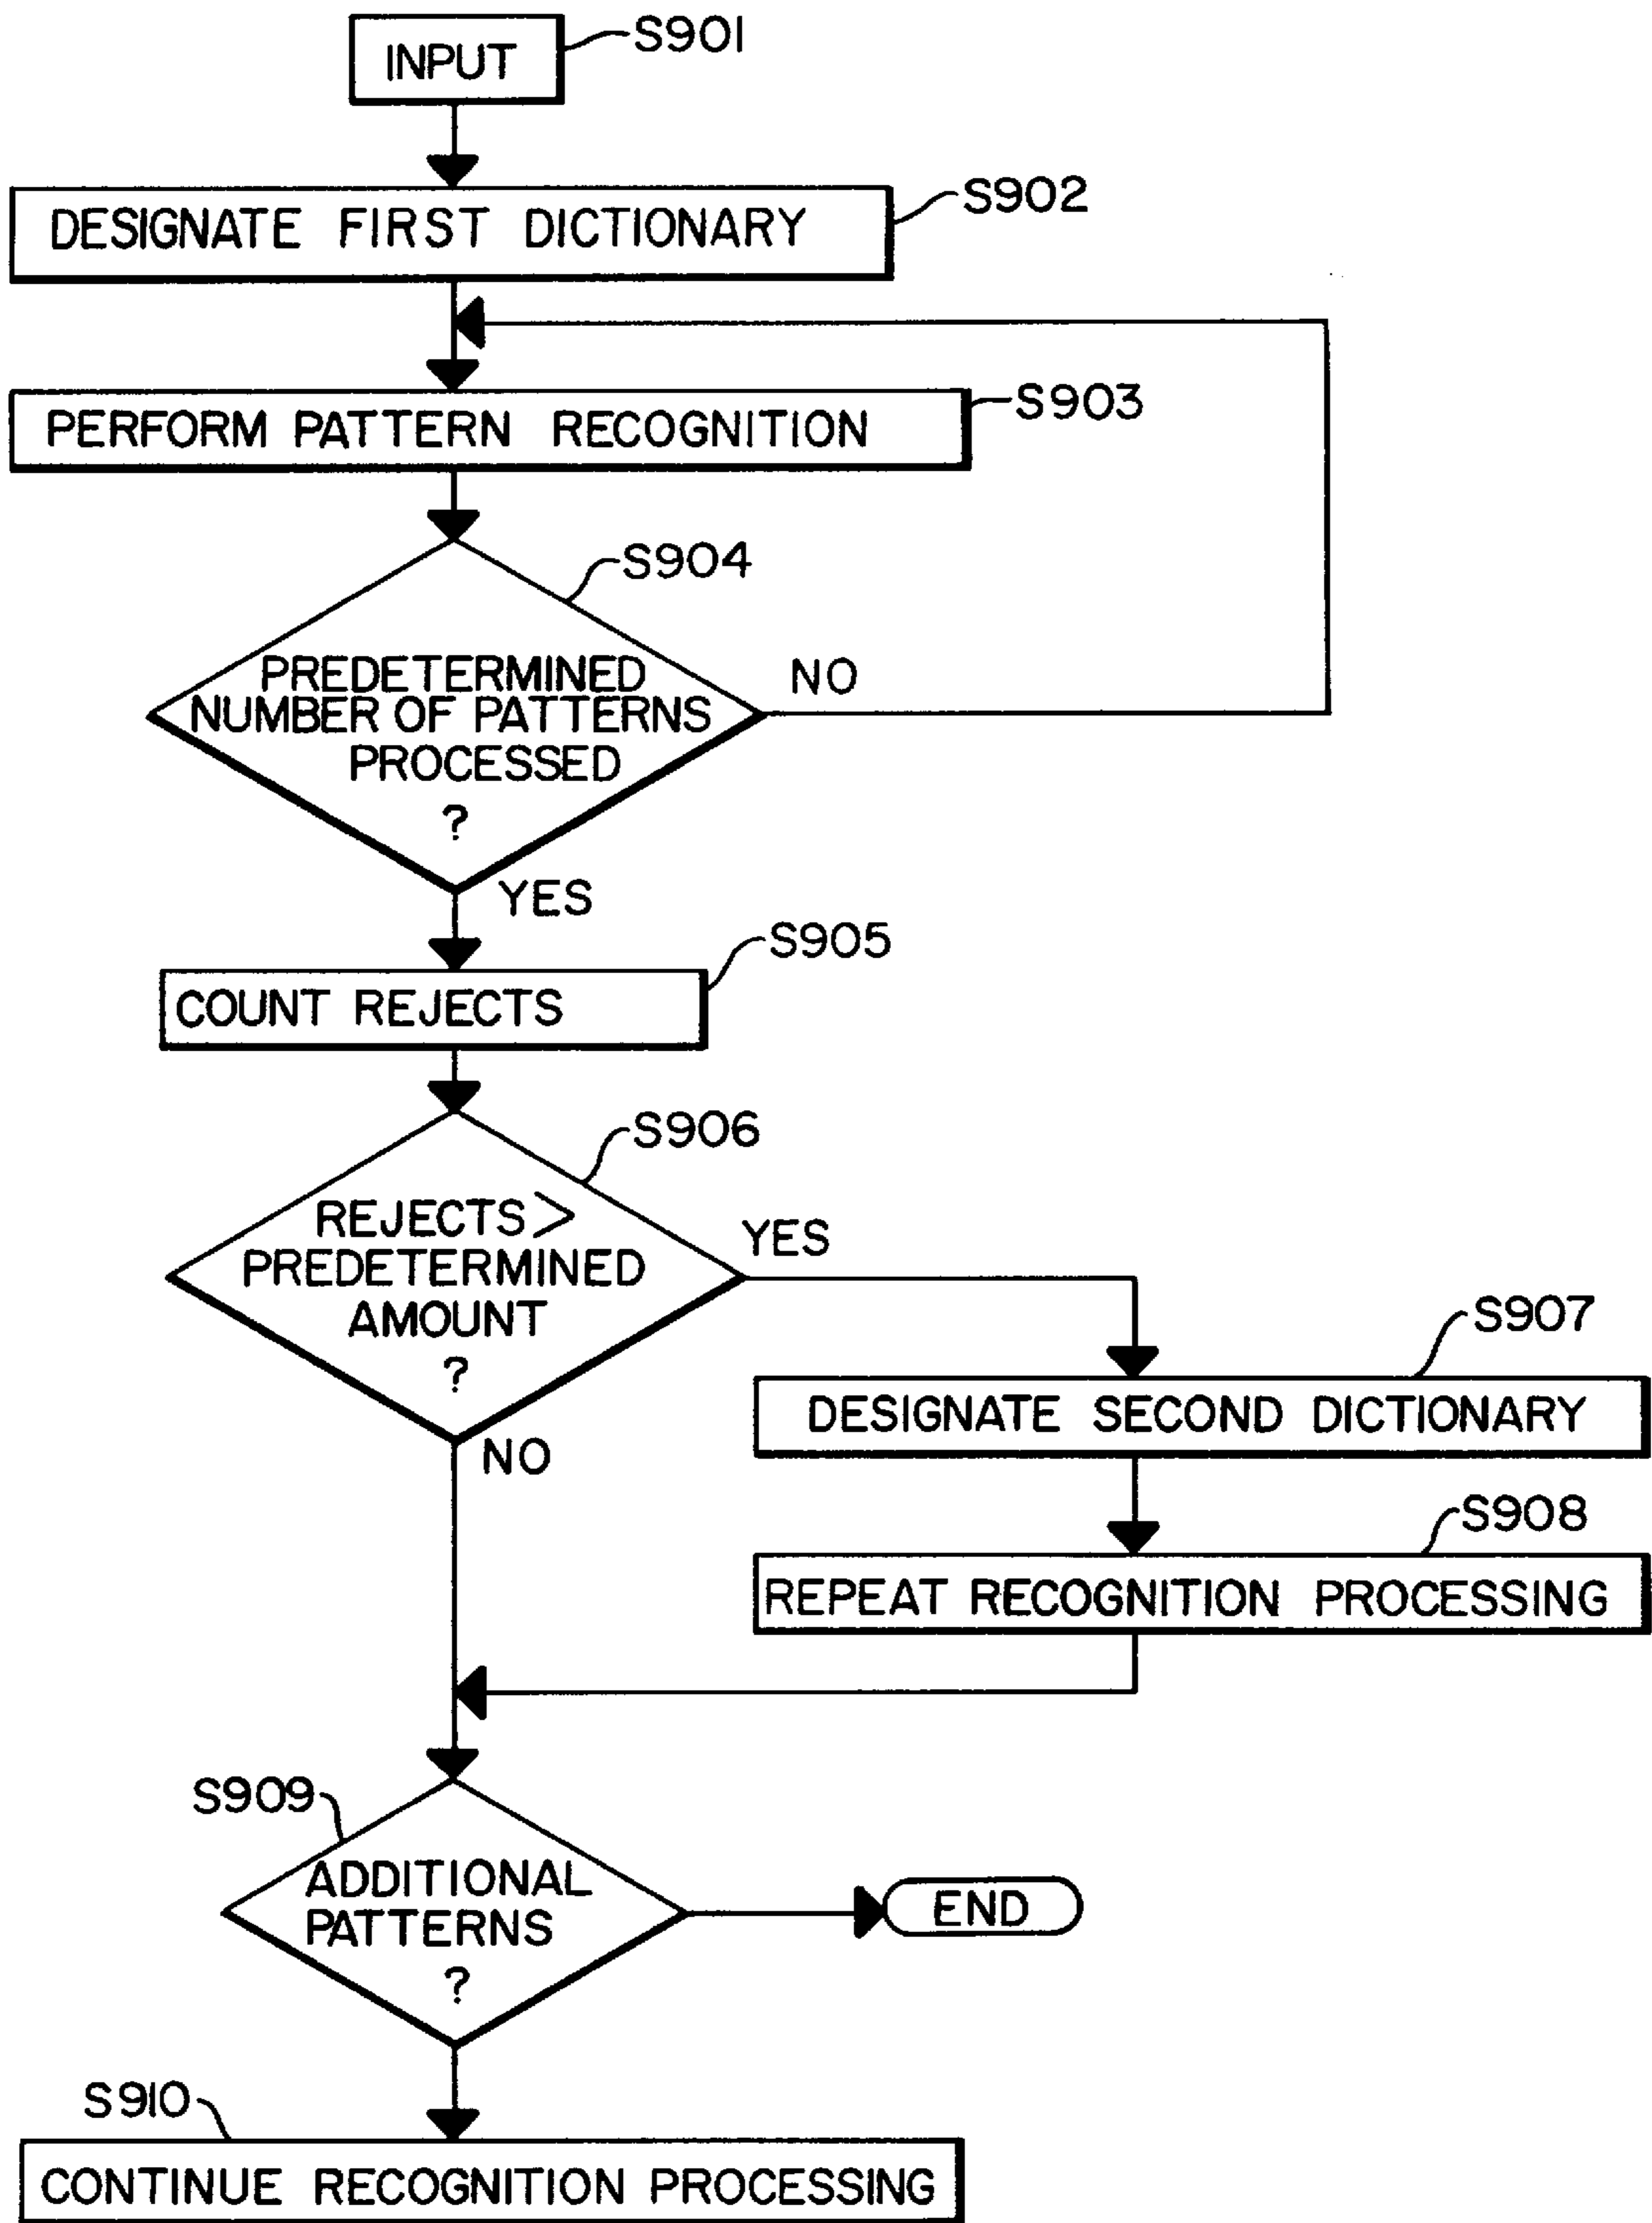 INPUT
S901
DESIGNATE FIRST DICTIONARY
S902
PERFORM PATTERN RECOGNITION
S903
S904
PREDETERMINED
NUMBER OF PATTERNS
PROCESSED
?
NO
YES
COUNT REJECTS
S905
S906
REJECTS >
PREDETERMINED
AMOUNT
?
YES
NO
S907
DESIGNATE SECOND DICTIONARY
S908
REPEAT RECOGNITION PROCESSING
S909
ADDITIONAL
PATTERNS
?
END
S910
CONTINUE RECOGNITION PROCESSING